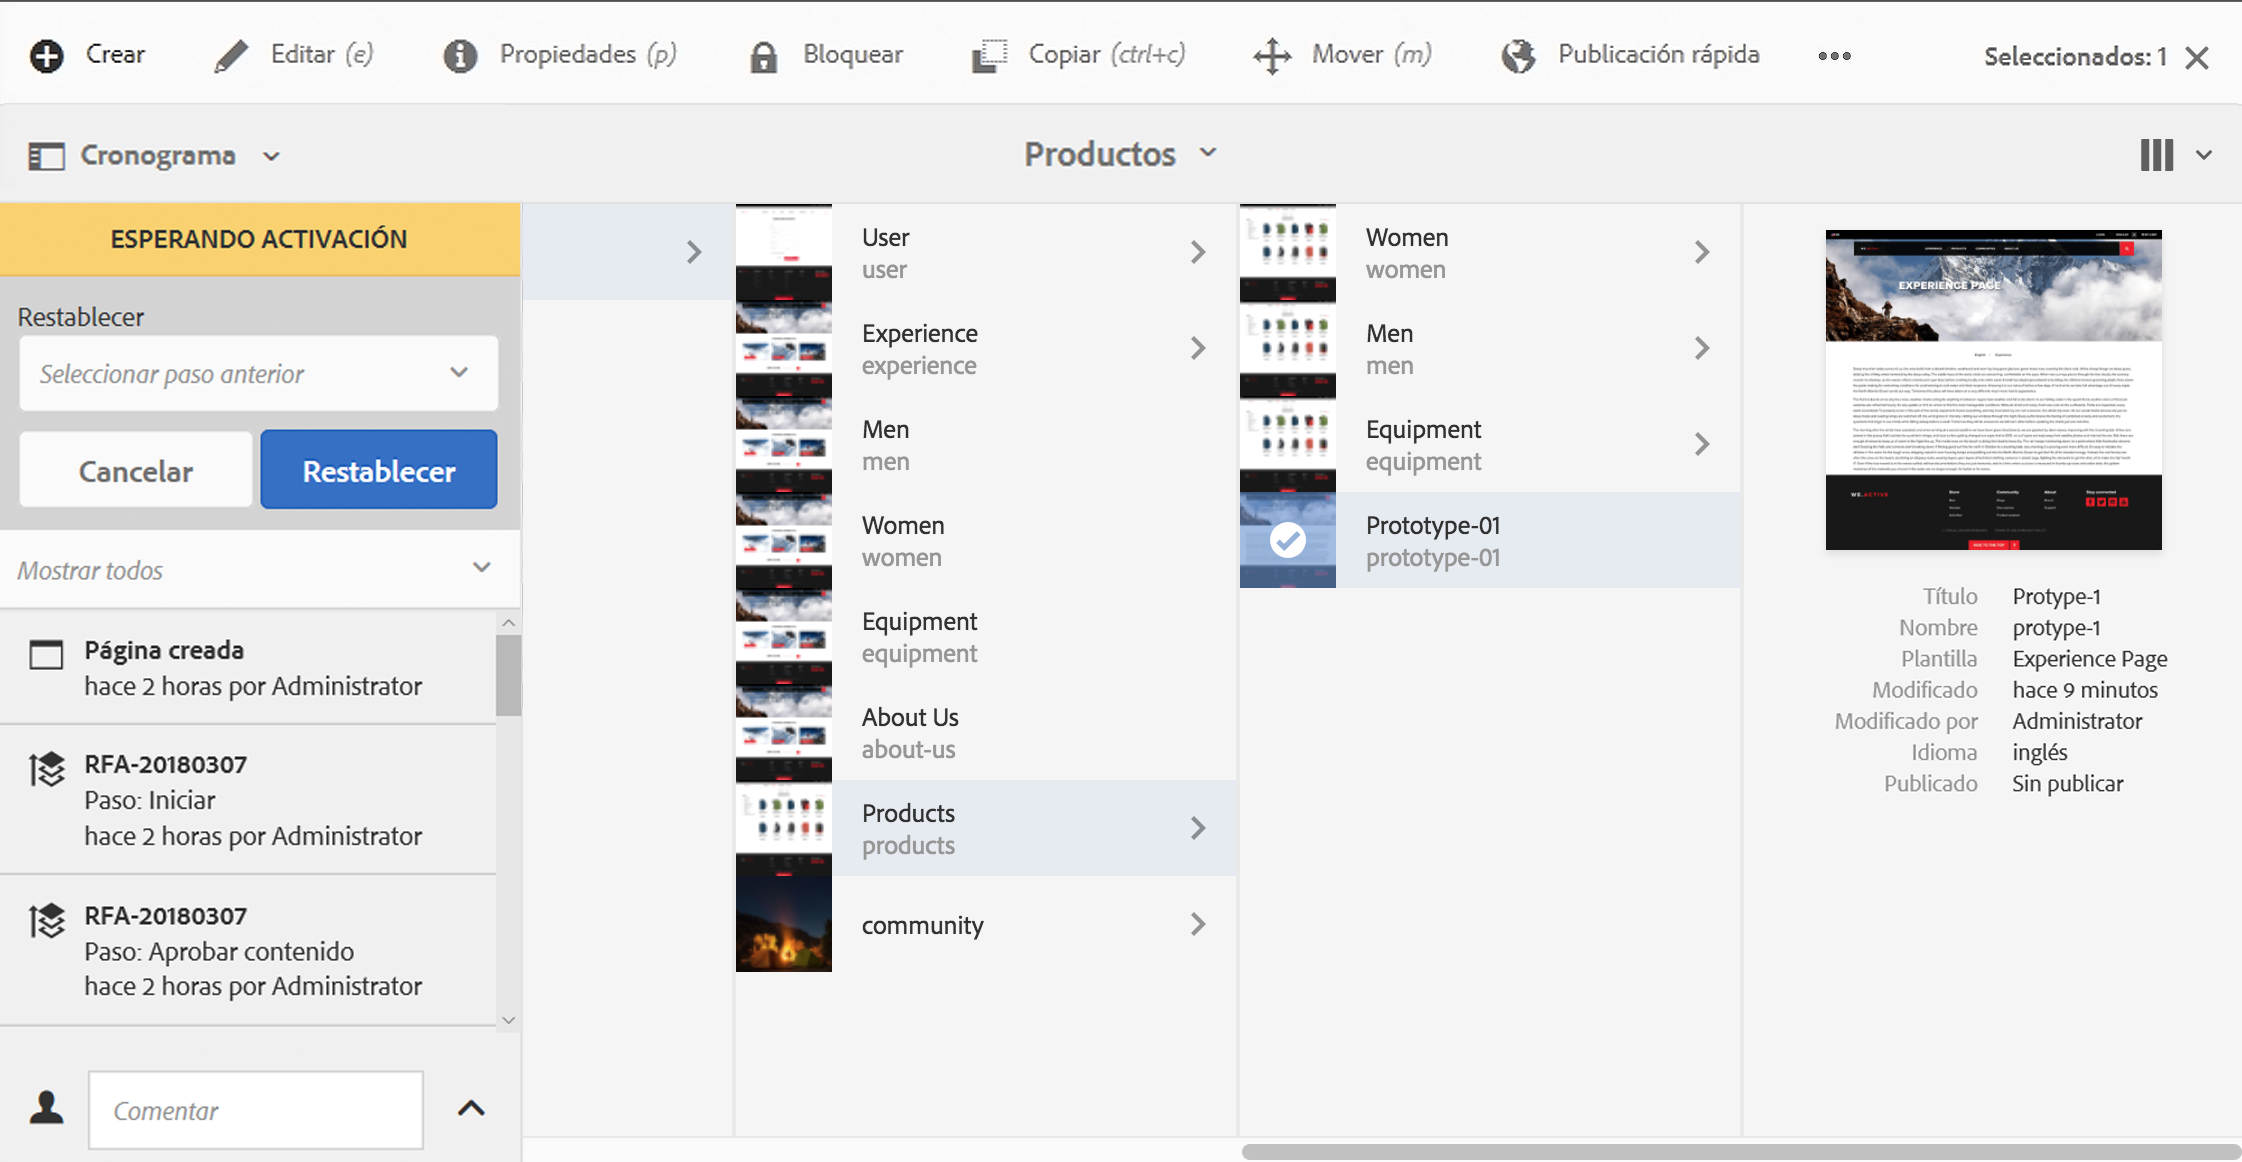 Crear
Editar (e)
Propiedades (p)
Bloquear
Copiar (ctrl+c)
Mover (m)
Publicación rápida
Seleccionados: 1
Cronograma
Productos
ESPERANDO ACTIVACIÓN
Restablecer
Seleccionar paso anterior
Cancelar
Restablecer
Mostrar todos
Página creada
hace 2 horas por Administrator
RFA-20180307
Paso: Iniciar
hace 2 horas por Administrator
RFA-20180307
Paso: Aprobar contenido
hace 2 horas por Administrator
Comentar
User
user
Experience
experience
Men
men
Women
women
Equipment
equipment
About Us
about-us
Products
products
community
Women
women
Men
men
Equipment
equipment
Prototype-01
prototype-01
EXPERIENCE PAGE
WE.ACTIVE
Título Protype-1
Nombre protype-1
Plantilla Experience Page
Modificado hace 9 minutos
Modificado por Administrator
Idioma inglés
Publicado Sin publicar